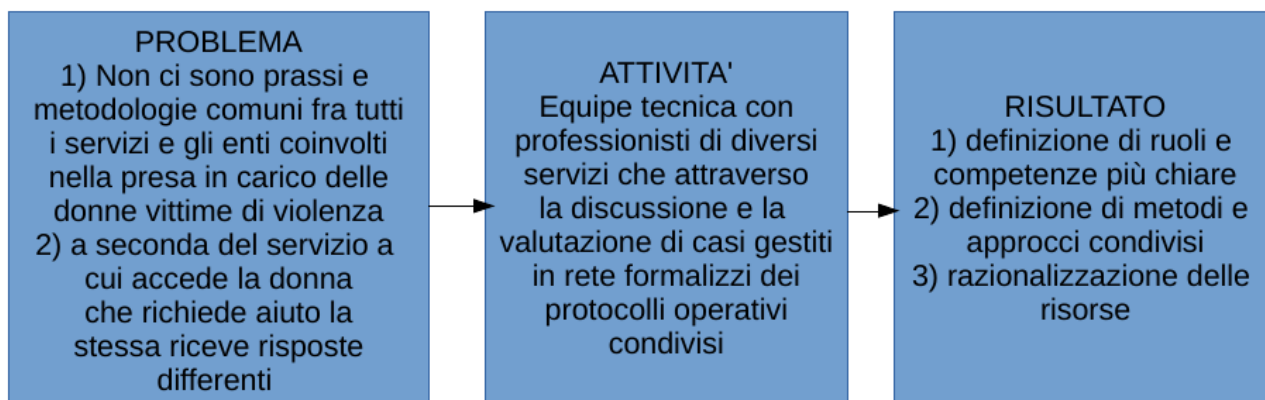 PROBLEMA
1) Non ci sono prassi e
metodologie comuni fra tutti
i servizi e gli enti coinvolti
nella presa in carico delle
donne vittime di violenza
2) a seconda del servizio a
cui accede la donna
che richiede aiuto la
stessa riceve risposte
differenti
ATTIVITA'
Equipe tecnica con
professionisti di diversi
servizi che attraverso
la discussione e la
valutazione di casi gestiti
in rete formalizzi dei
protocolli operativi
condivisi
RISULTATO
1) definizione di ruoli e
competenze più chiare
2) definizione di metodi e
approcci condivisi
3) razionalizzazione delle
risorse